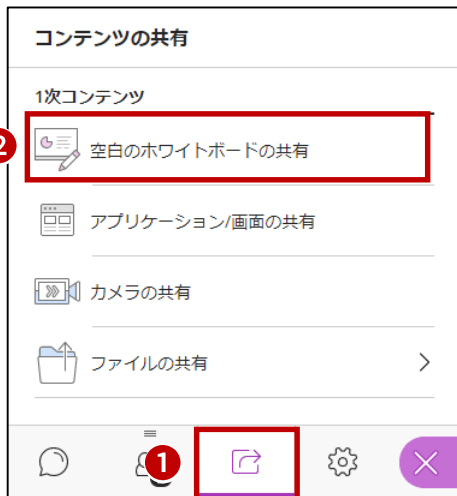 コンテンツの共有
1次コンテンツ
2
空白のホワイトボードの共有
アプリケーション/画面の共有
カメラの共有
ファイルの共有
1